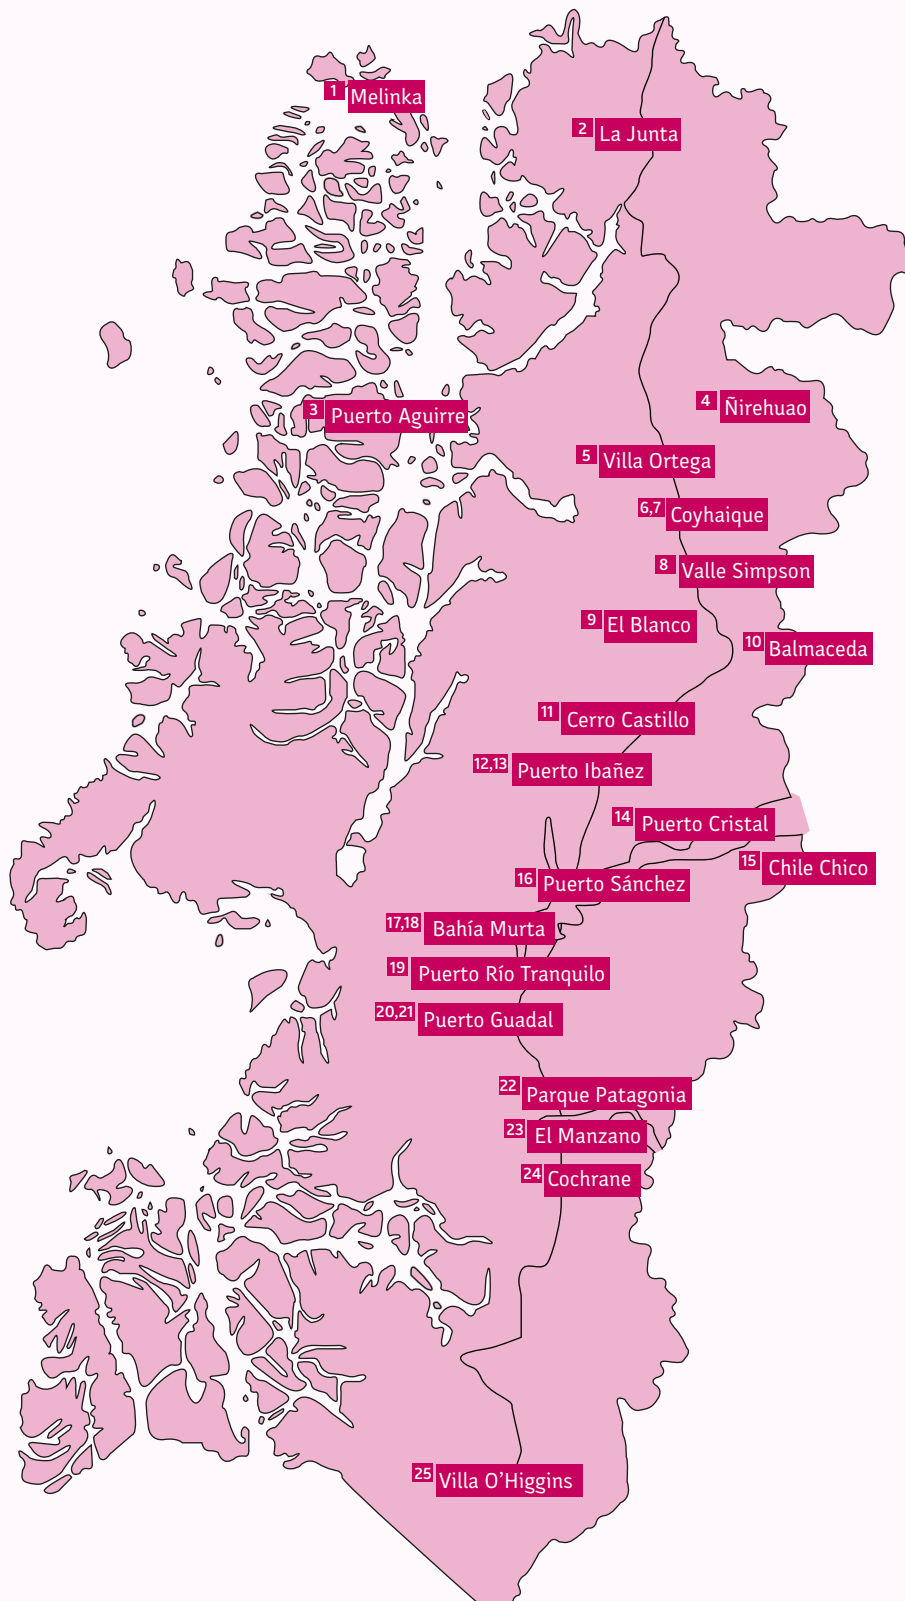 1 Melinka
2 La Junta
3 Puerto Aguirre
4 Ñirehuao
5 Villa Ortega
6,7 Coyhaique
8 Valle Simpson
9 El Blanco
10 Balmaceda
11 Cerro Castillo
12,13 Puerto Ibañez
14 Puerto Cristal
15 Chile Chico
16 Puerto Sánchez
17,18 Bahía Murta
19 Puerto Río Tranquilo
20,21 Puerto Guadal
22 Parque Patagonia
23 El Manzano
24 Cochrane
25 Villa O’Higgins